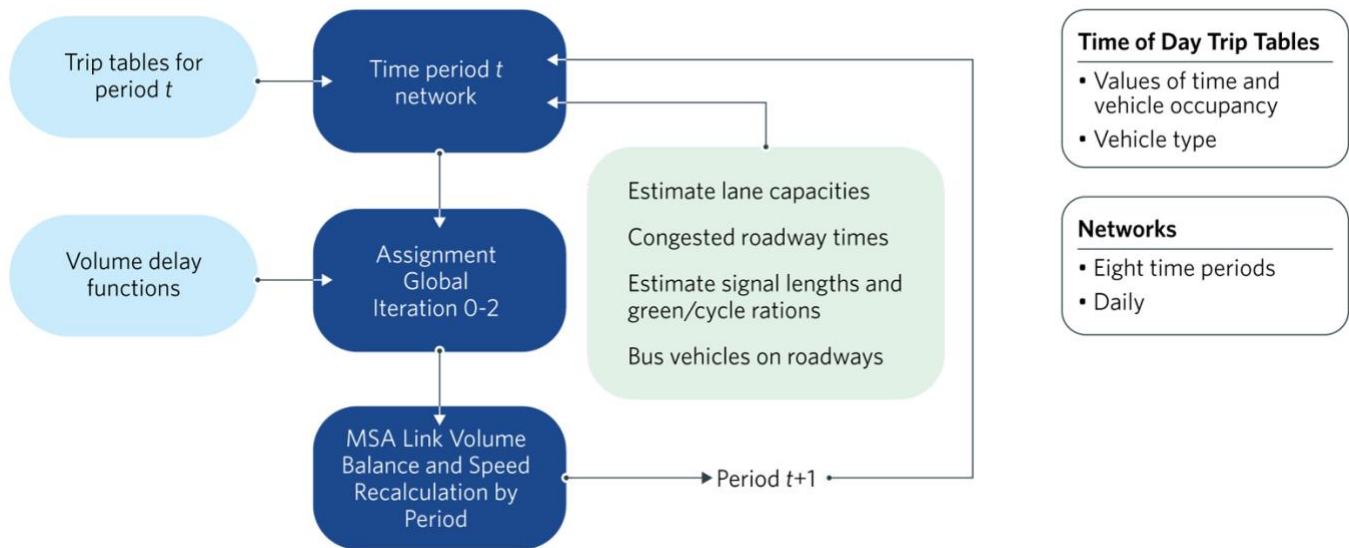 Trip tables for
period t
Time period t
network
Volume delay
functions
Assignment
Global
Iteration 0-2
MSA Link Volume
Balance and Speed
Recalculation by
Period
Period t+1
Estimate lane capacities
Congested roadway times
Estimate signal lengths and
green/cycle rations
Bus vehicles on roadways
Time of Day Trip Tables
• Values of time and
vehicle occupancy
• Vehicle type
Networks
• Eight time periods
• Daily